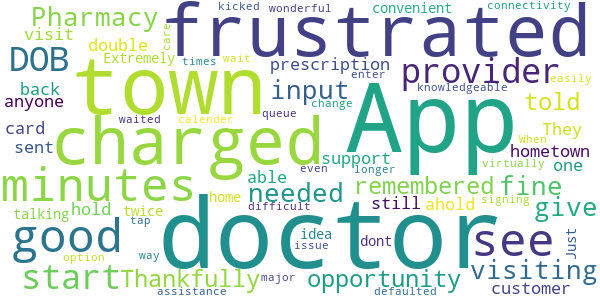 kicked wonderful convenient connectivity
Pharmacy frustrated
visit care
double
DOB Extremely times wait prescription provider
town App
back input knowledgeable enter easily
anyone waited calender change queue told
card charged They When
sent support hometown
minutes able even longer virtually one
needed remembered fine signing
talking hold twice home difficult still ahold give
good doctor see
tap idea dont Just
way issue visiting
option start Thankfully major opportunity
assistance defaulted customer